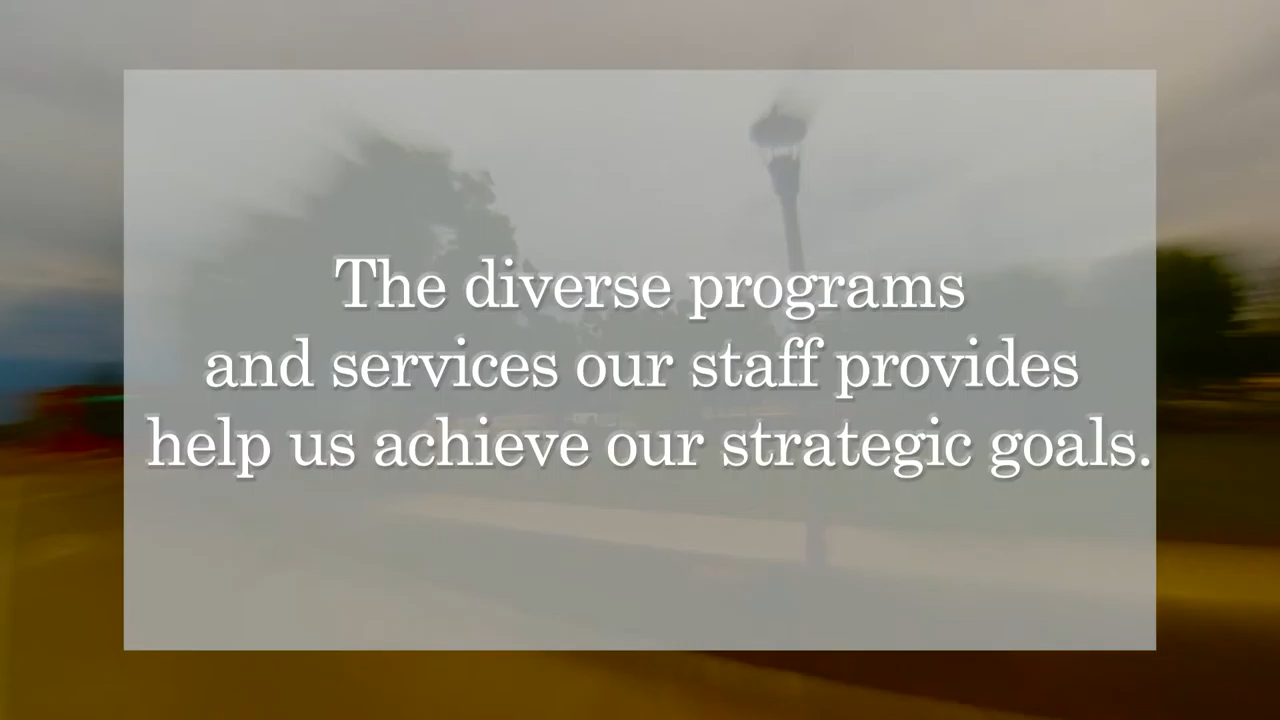 The diverse programs
and services our staff provides
help us achieve our strategic goals.